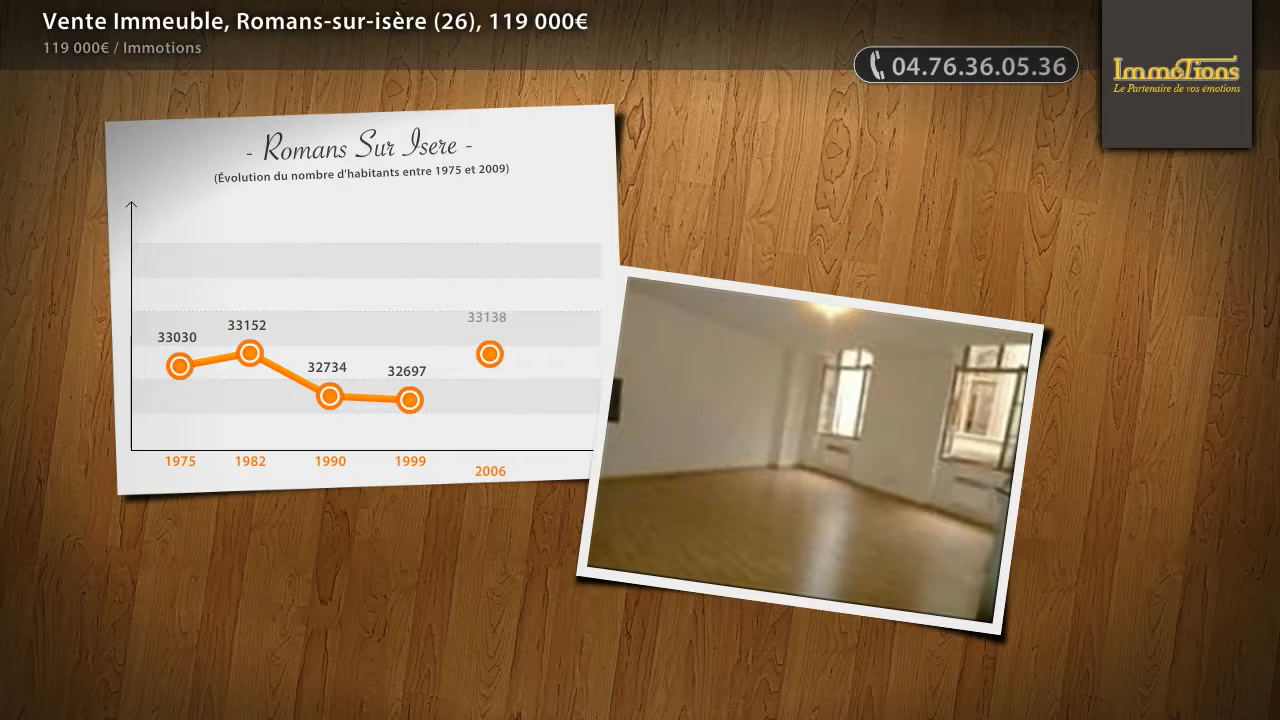 Vente Immeuble, Romans-sur-isère (26), 119 000€
119 000€ / Immotions
04.76.36.05.36
ImmoTions
Le Partenaire de vos émotions
- Romans Sur Isere -
(Évolution du nombre d'habitants entre 1975 et 2009)
33030
33152
32734
32697
33138
1975
1982
1990
1999
2006